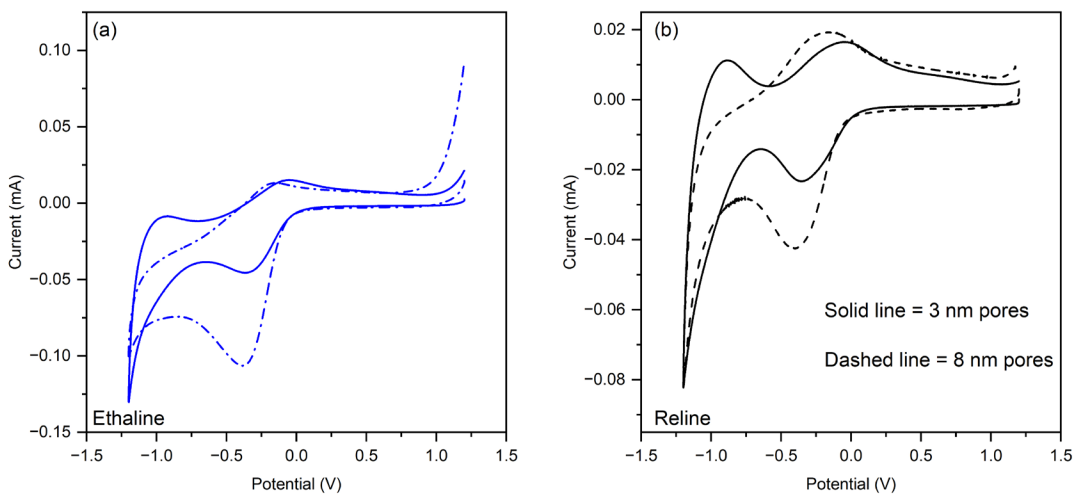 (a)
0.10
0.05
0.00
−0.05
−0.10
−0.15
Current (mA)
Ethaline
−1.5 −1.0 −0.5 0.0 0.5 1.0 1.5
Potential (V)
(b)
0.02
0.00
−0.02
−0.04
−0.06
−0.08
Current (mA)
Solid line = 3 nm pores
Dashed line = 8 nm pores
Reline
−1.5 −1.0 −0.5 0.0 0.5 1.0 1.5
Potential (V)